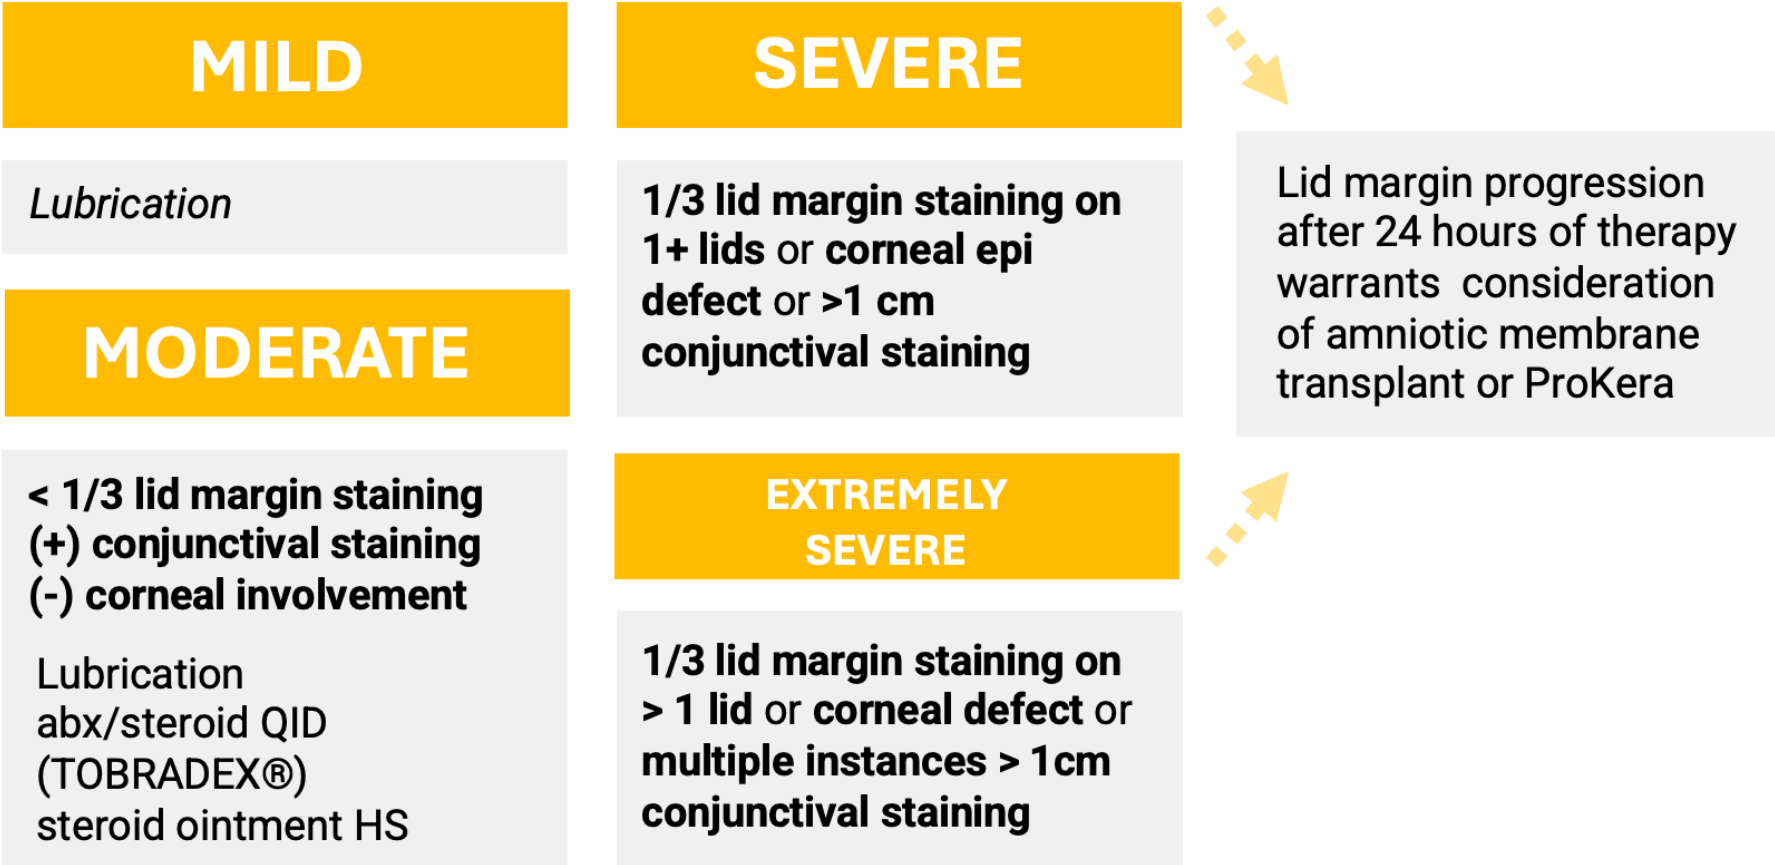 MILD
Lubrication
MODERATE
< 1/3 lid margin staining
(+) conjunctival staining
(-) corneal involvement
Lubrication
abx/steroid QID
(TOBRADEX®)
steroid ointment HS
SEVERE
1/3 lid margin staining on
1+ lids or corneal epi
defect or >1 cm
conjunctival staining
EXTREMELY
SEVERE
1/3 lid margin staining on
> 1 lid or corneal defect or
multiple instances > 1cm
conjunctival staining
Lid margin progression
after 24 hours of therapy
warrants  consideration
of amniotic membrane
transplant or ProKera